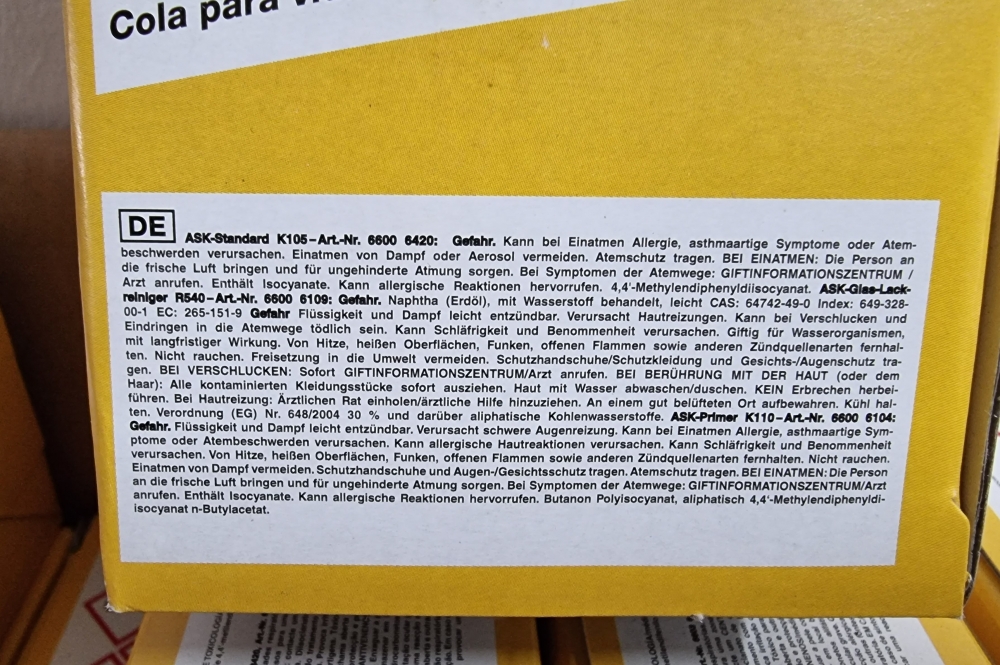 Cola para
DE
ASK-Standard K105–Art.-Nr. 6600 6420: Gefahr. Kann bei Einatmen Allergie, asthmaartige Symptome oder Atem-
beschwerden verursachen. Einatmen von Dampf oder Aerosol vermeiden. Atemschutz tragen. BEI EINATMEN: Die Person an
die frische Luft bringen und für ungehinderte Atmung sorgen. Bei Symptomen der Atemwege: GIFTINFORMATIONSZENTRUM /
Arzt anrufen. Enthält Isocyanate. Kann allergische Reaktionen hervorrufen. 4,4'-Methylendiphenyldiisocyanat. ASK-Glas-Lack-
reiniger R540–Art.-Nr. 6600 6109: Gefahr. Naphtha (Erdöl), mit Wasserstoff behandelt, leicht CAS: 64742-49-0 Index: 649-328-
00-1 EC: 265-151-9 Gefahr Flüssigkeit und Dampf leicht entzündbar. Verursacht Hautreizungen. Kann bei Verschlucken und
Eindringen in die Atemwege tödlich sein. Kann Schläfrigkeit und Benommenheit verursachen. Giftig für Wasserorganismen,
mit langfristiger Wirkung. Von Hitze, heißen Oberflächen, Funken, offenen Flammen sowie anderen Zündquellenarten fernhal-
ten. Nicht rauchen. Freisetzung in die Umwelt vermeiden. Schutzhandschuhe/Schutzkleidung und Gesichts-/Augenschutz tra-
gen. BEI VERSCHLUCKEN: Sofort GIFTINFORMATIONSZENTRUM/Arzt anrufen. BEI BERÜHRUNG MIT DER HAUT (oder dem
Haar): Alle kontaminierten Kleidungsstücke sofort ausziehen. Haut mit Wasser abwaschen/duschen. KEIN Erbrechen herbei-
führen. Bei Hautreizung: Ärztlichen Rat einholen/ärztliche Hilfe hinzuziehen. An einem gut belüfteten Ort aufbewahren. Kühl hal-
ten. Verordnung (EG) Nr. 648/2004 30 % und darüber aliphatische Kohlenwasserstoffe. ASK-Primer K110–Art.-Nr. 6600 6104:
Gefahr. Flüssigkeit und Dampf leicht entzündbar. Verursacht schwere Augenreizung. Kann bei Einatmen Allergie, asthmaartige Sym-
ptome oder Atembeschwerden verursachen. Kann allergische Hautreaktionen verursachen. Kann Schläfrigkeit und Benommenheit
verursachen. Von Hitze, heißen Oberflächen, Funken, offenen Flammen sowie anderen Zündquellenarten fernhalten. Nicht rauchen.
Einatmen von Dampf vermeiden. Schutzhandschuhe und Augen-/Gesichtsschutz tragen. Atemschutz tragen. BEI EINATMEN: Die Person
an die frische Luft bringen und für ungehinderte Atmung sorgen. Bei Symptomen der Atemwege: GIFTINFORMATIONSZENTRUM/Arzt
anrufen. Enthält Isocyanate. Kann allergische Reaktionen hervorrufen. Butanon Polyisocyanat, aliphatisch 4,4'-Methylendiphenyldi-
isocyanat n-Butylacetat.